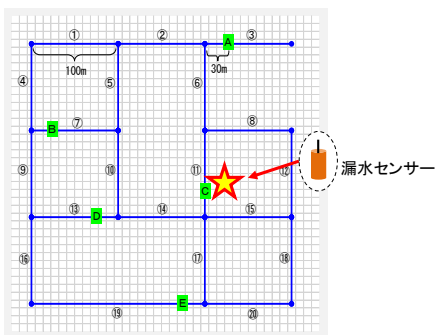 ① ② ③
A
100m 30m
④ ⑤ ⑥
B ⑦ ⑧
⑨ ⑩ ⑪ ⑫
漏水センサー
C
⑬ D ⑭ ⑮
⑯ ⑰ ⑱
E
⑲ ⑳